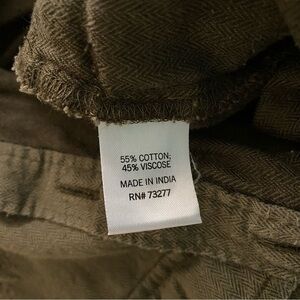 55% COTTON;
45% VISCOSE
MADE IN INDIA
RN# 73277